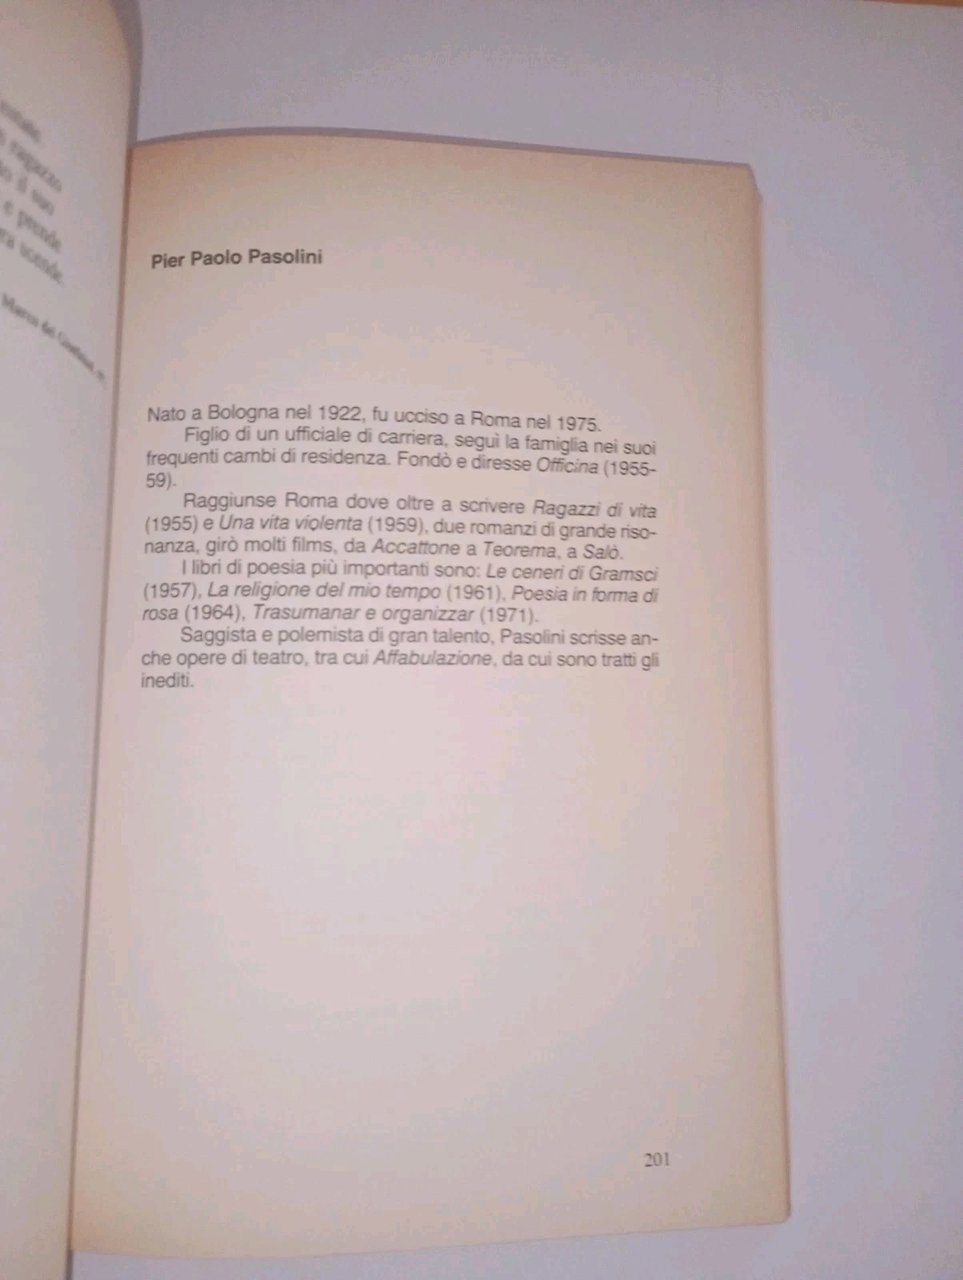 ragazzo
il suo
e prende
Pier Paolo Pasolini
Nato a Bologna nel 1922, fu ucciso a Roma nel 1975.
Figlio di un ufficiale di carriera, seguì la famiglia nei suoi
frequenti cambi di residenza. Fondò e diresse Officina (1955-
59).
Raggiunse Roma dove oltre a scrivere Ragazzi di vita
(1955) e Una vita violenta (1959), due romanzi di grande riso-
nanza, girò molti films, da Accattone a Teorema, a Salò.
I libri di poesia più importanti sono: Le ceneri di Gramsci
(1957), La religione del mio tempo (1961), Poesia in forma di
rosa (1964), Trasumanar e organizzar (1971).
Saggista e polemista di gran talento, Pasolini scrisse an-
che opere di teatro, tra cui Affabulazione, da cui sono tratti gli
inediti.
201